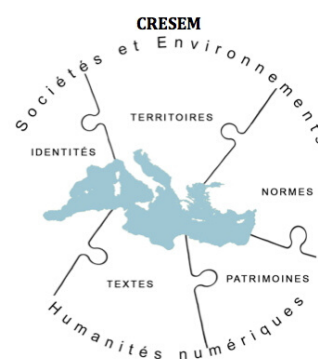 CRESEM
Sociétés et Environnements
TERRITOIRES
IDENTITÉS
NORMES
TEXTES
PATRIMOINES
Humanités numériques